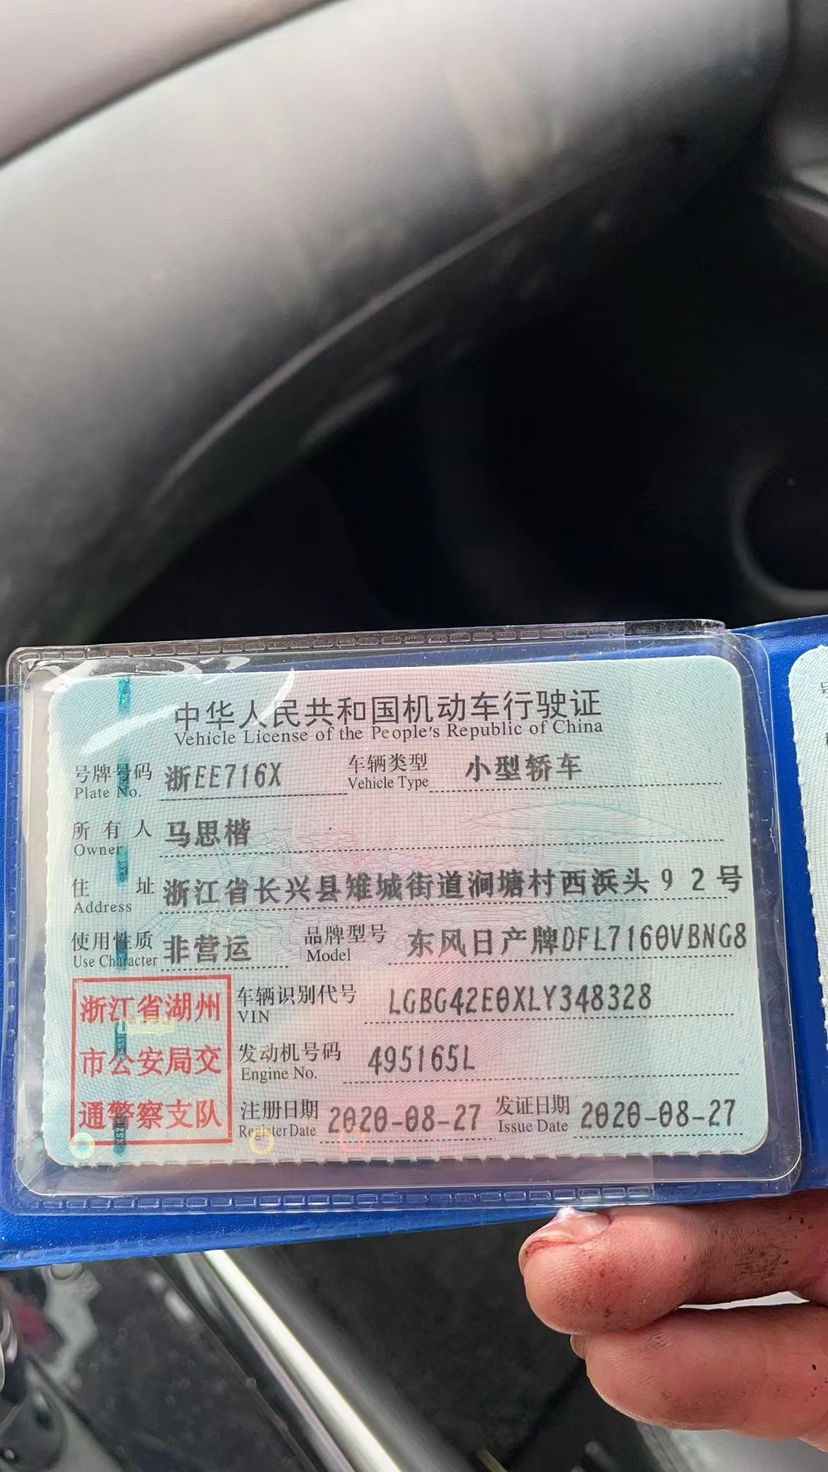 中华人民共和国机动车行驶证
Vehicle License of the People's Republic of China
号牌号码 浙EE716X 车辆类型 小型轿车
Plate No. Vehicle Type
所有人 马思楷
Owner
住址 浙江省长兴县雉城街道涧塘村西浜头92号
Address
使用性质 非营运 品牌型号 东风日产牌DFL7160VBNG8
Use Character Model
浙江省湖州
市公安局交
通警察支队
车辆识别代号 LGBG42E0XLY348328
VIN
发动机号码 495165L
Engine No.
注册日期 2020-08-27 发证日期 2020-08-27
Register Date Issue Date